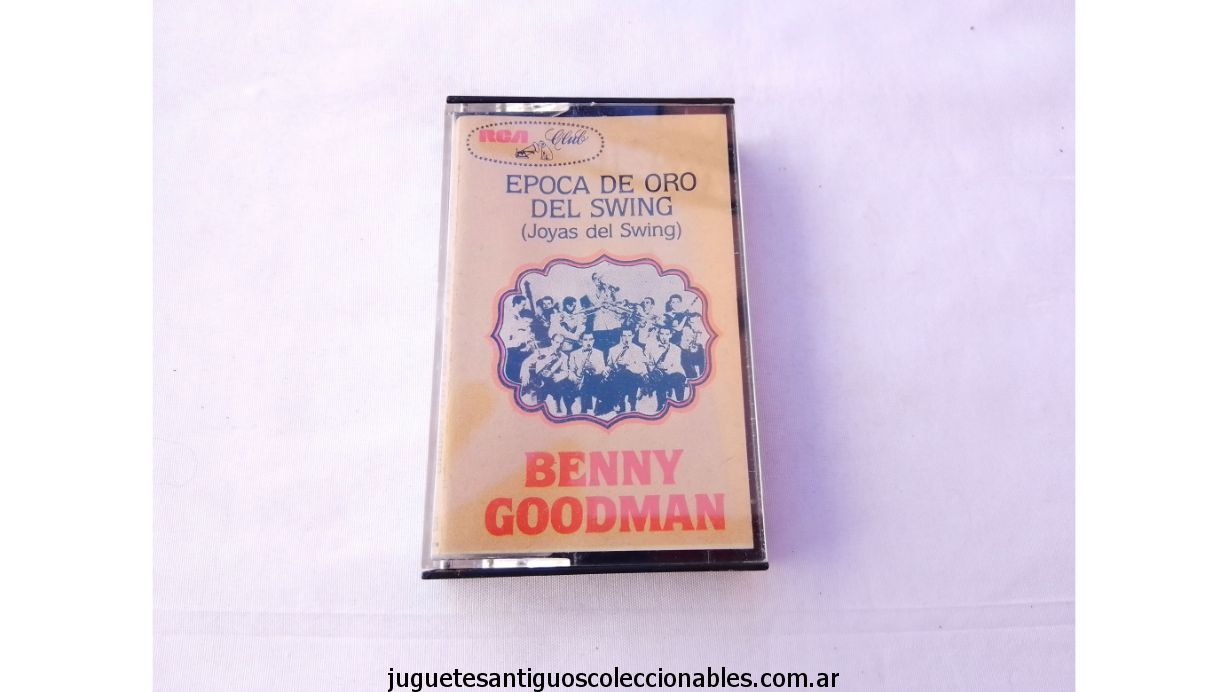 RCA Club
EPOCA DE ORO
DEL SWING
(Joyas del Swing)
BENNY
GOODMAN
juguetesantiguoscoleccionables.com.ar